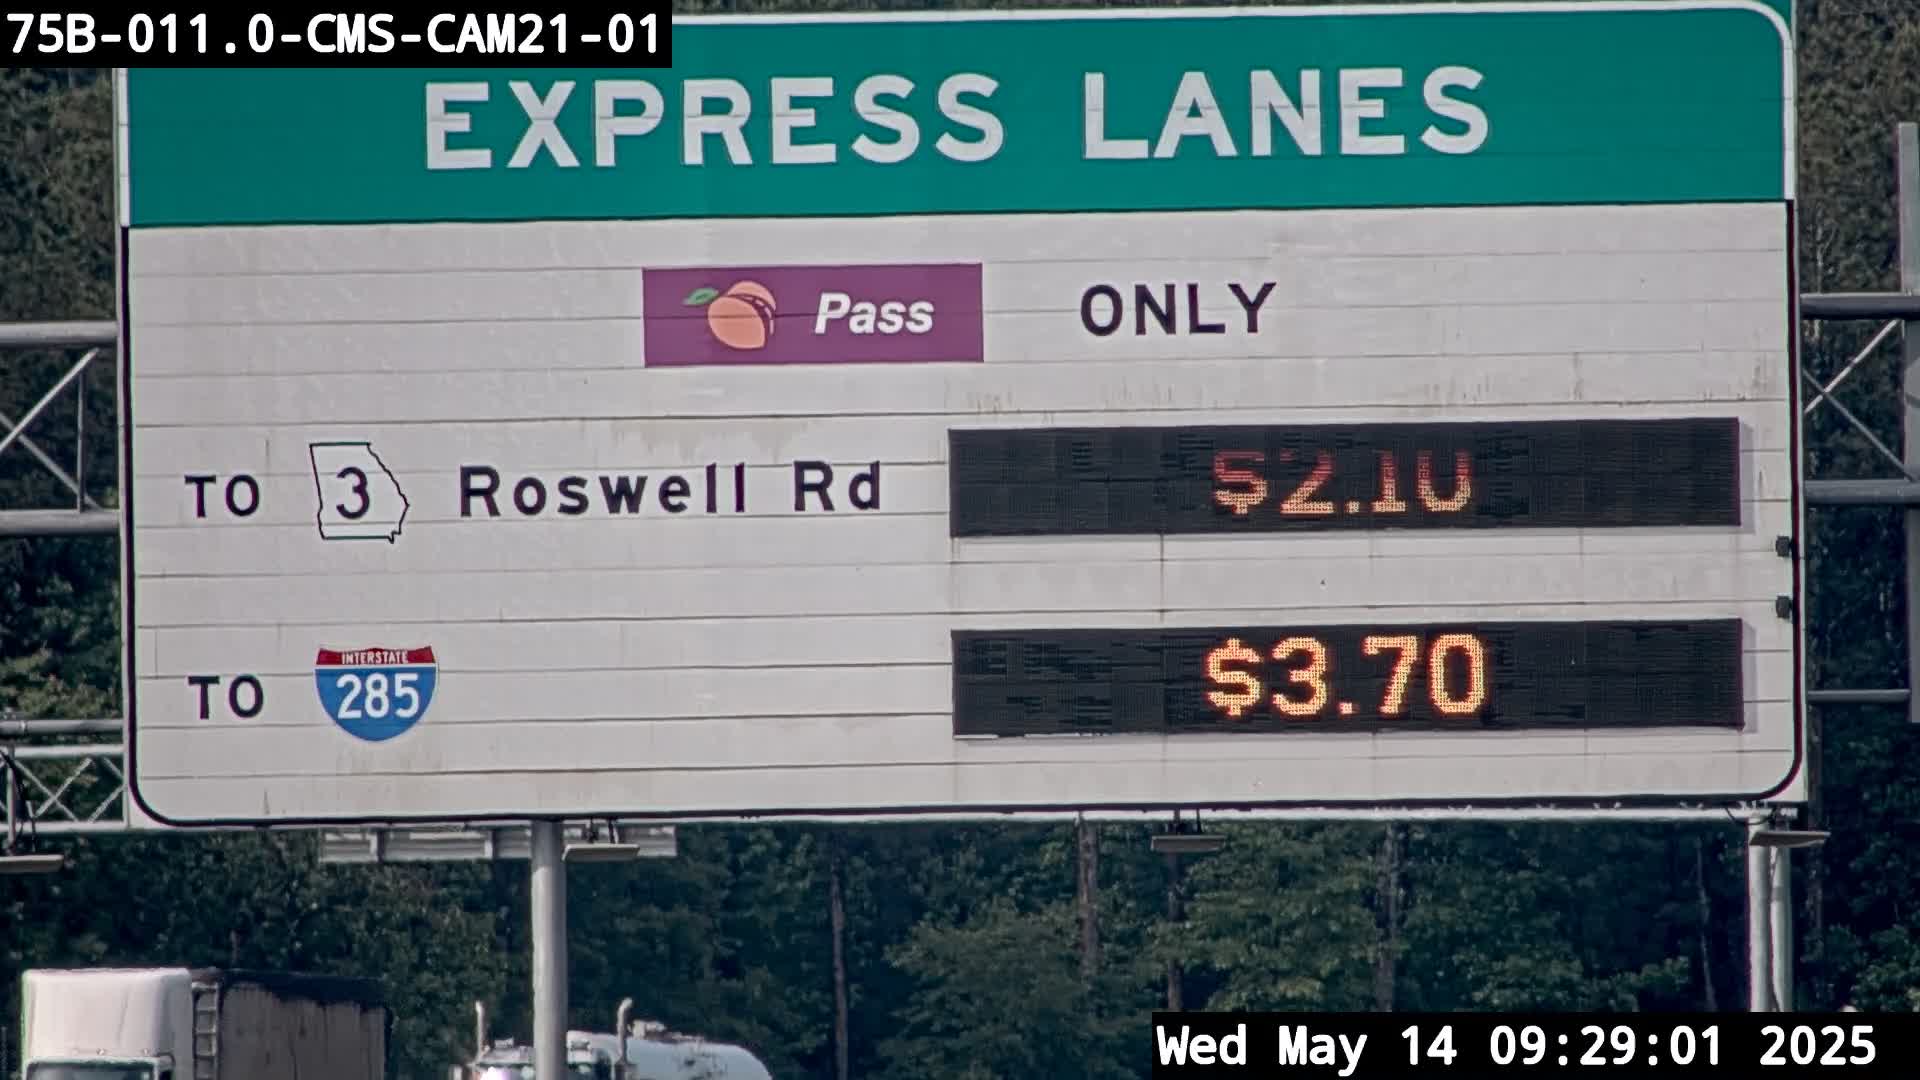 75B-011.0-CMS-CAM21-01
EXPRESS LANES
Pass ONLY
TO 3 Roswell Rd $2.10
TO INTERSTATE 285 $3.70
Wed May 14 09:29:01 2025